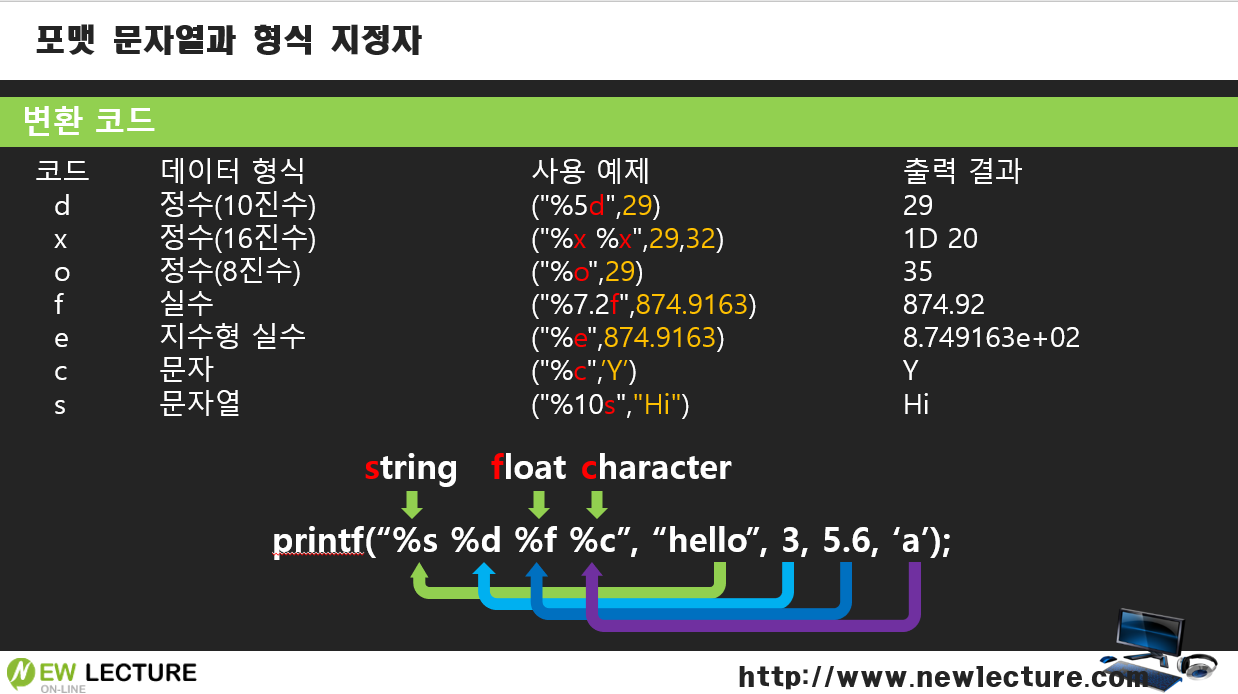 포맷 문자열과 형식 지정자
변환 코드
코드 데이터 형식 사용 예제 출력 결과
d 정수(10진수) ("%5d",29) 29
x 정수(16진수) ("%x %x",29,32) 1D 20
o 정수(8진수) ("%o",29) 35
f 실수 ("%7.2f",874.9163) 874.92
e 지수형 실수 ("%e",874.9163) 8.749163e+02
c 문자 ("%c",’Y’) Y
s 문자열 ("%10s","Hi") Hi
string float character
printf(“%s %d %f %c”, “hello”, 3, 5.6, ‘a’);
NEW LECTURE
ON-LINE
http://www.newlecture.com